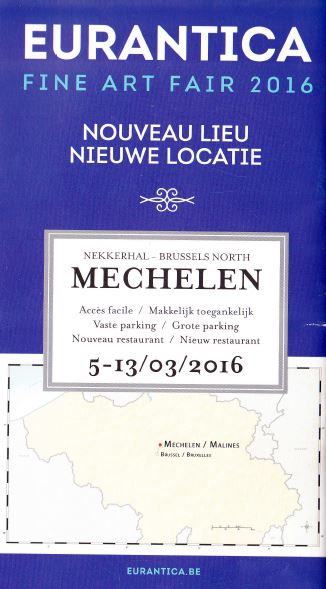 EURANTICA
FINE ART FAIR 2016
NOUVEAU LIEU
NIEUWE LOCATIE
NEKKERHAL – BRUSSELS NORTH
MECHELEN
Accès facile / Makkelijk toegankelijk
Vaste parking / Grote parking
Nouveau restaurant / Nieuw restaurant
5-13/03/2016
MECHELEN / MALINES
BRUSSEL / BRUXELLES
EURANTICA.BE